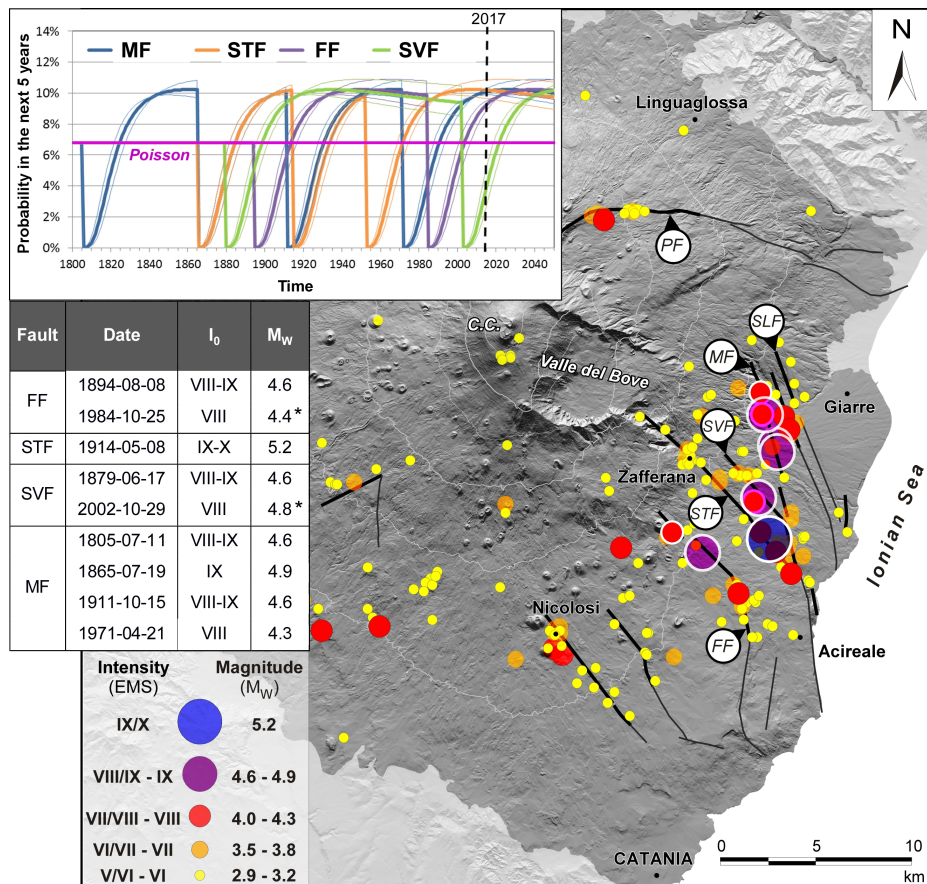 2017
14%
12%
10%
8%
6%
4%
2%
0%
Probability in the next 5 years
MF STF FF SVF
Poisson
1800 1820 1840 1860 1880 1900 1920 1940 1960 1980 2000 2020 2040
Time
N
Linguaglossa
PF
SLF
C.C.
MF
Valle del Bove
Giarre
SVF
Zafferana
STF
Ionian Sea
Nicolosi
FF
Acireale
CATANIA
0 5 10
km
Fault Date I0 MW
FF 1894-08-08 VIII-IX 4.6
1984-10-25 VIII 4.4*
STF 1914-05-08 IX-X 5.2
SVF 1879-06-17 VIII-IX 4.6
2002-10-29 VIII 4.8*
MF 1805-07-11 VIII-IX 4.6
1865-07-19 IX 4.9
1911-10-15 VIII-IX 4.6
1971-04-21 VIII 4.3
Intensity Magnitude
(EMS) (MW)
IX/X 5.2
VIII/IX - IX 4.6 - 4.9
VII/VIII - VIII 4.0 - 4.3
VI/VII - VII 3.5 - 3.8
V/VI - VI 2.9 - 3.2